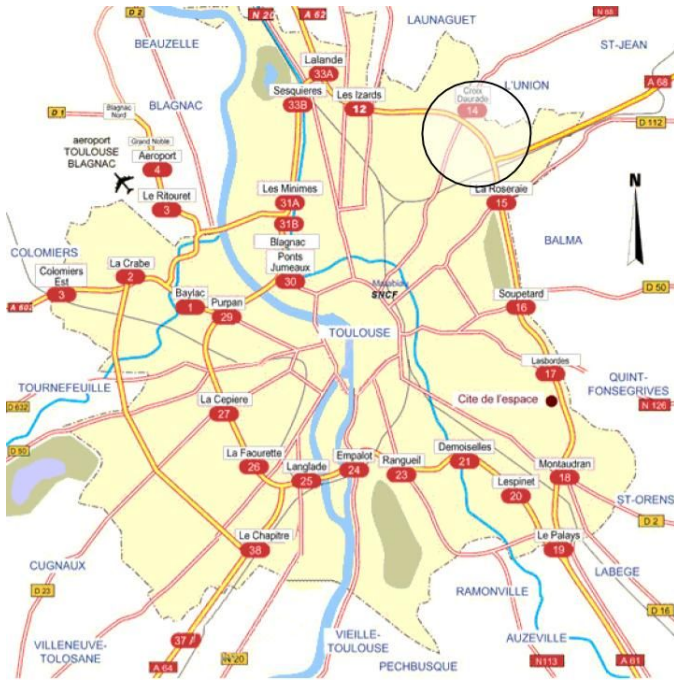 D 2
N 20
A 62
LAUNAGUET
N 88
BEAUZELLE
ST-JEAN
Lalande
33A
L'UNION
A 68
Sesquieres
33B
Les Izards
12
Croix
Daurade
14
Blagnac
Nord
BLAGNAC
D 1
D 112
Grand Noble
aeroport
TOULOUSE
BLAGNAC
Aeroport
4
Le Ritouret
3
Les Minimes
31A
31B
La Roseraie
15
N
BALMA
COLOMIERS
Colomiers
Est
3
La Crabe
2
Blagnac
Ponts
Jumeaux
30
Matabiau
SNCF
D 50
Baylac
1
Purpan
29
Soupetard
16
TOULOUSE
Lasbordes
17
TOURNEFEUILLE
D 632
QUINT-
FONSEGRIVES
N 126
La Cepiere
27
Cite de l'espace
La Faourette
26
Langlade
25
Empalot
24
Rangueil
23
Demoiselles
21
Lespinet
20
Montaudran
18
ST-ORENS
D 2
Le Chapitre
38
Le Palays
19
CUGNAUX
D 23
LABEGE
RAMONVILLE
D 16
37 A
VILLENEUVE-
TOLOSANE
A 64
VIEILLE-
TOULOUSE
AUZEVILLE
PECHBUSQUE
N113
A 61